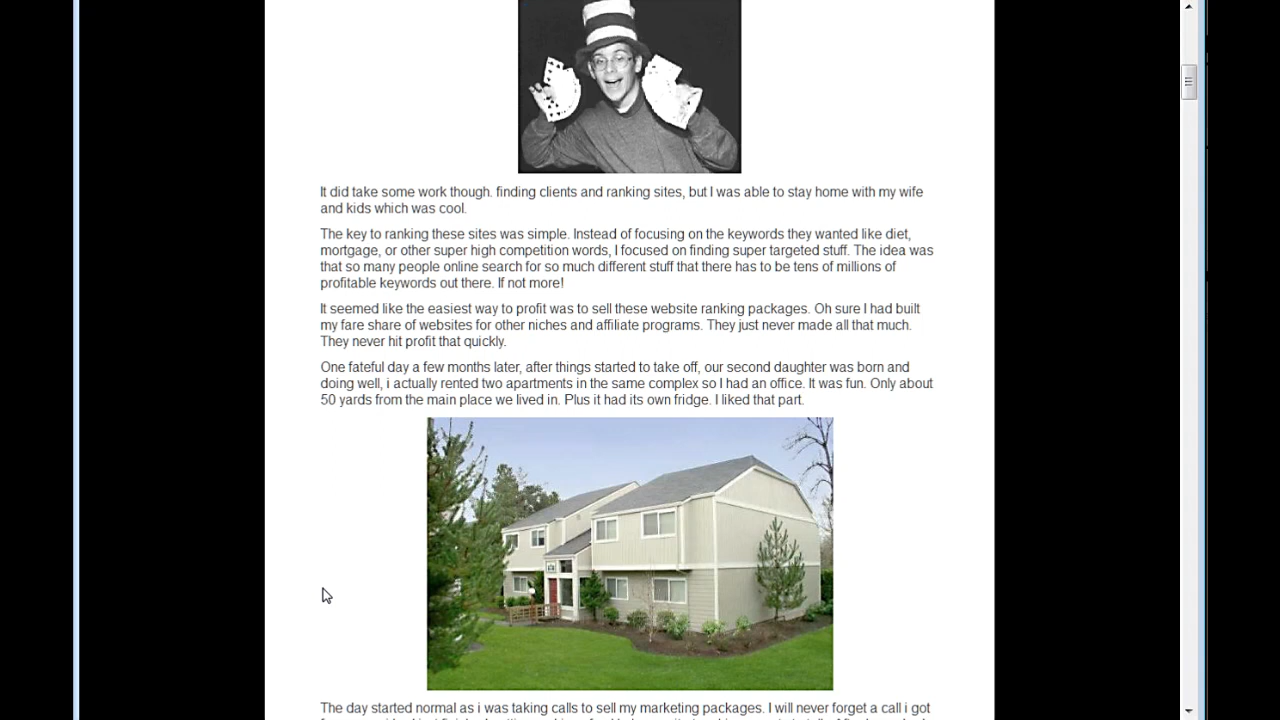 It did take some work though. finding clients and ranking sites, but I was able to stay home with my wife
and kids which was cool.
The key to ranking these sites was simple. Instead of focusing on the keywords they wanted like diet,
mortgage, or other super high competition words, I focused on finding super targeted stuff. The idea was
that so many people online search for so much different stuff that there has to be tens of millions of
profitable keywords out there. If not more!
It seemed like the easiest way to profit was to sell these website ranking packages. Oh sure I had built
my fare share of websites for other niches and affiliate programs. They just never made all that much.
They never hit profit that quickly.
One fateful day a few months later, after things started to take off, our second daughter was born and
doing well, i actually rented two apartments in the same complex so I had an office. It was fun. Only about
50 yards from the main place we lived in. Plus it had its own fridge. I liked that part.
The day started normal as i was taking calls to sell my marketing packages. I will never forget a call i got